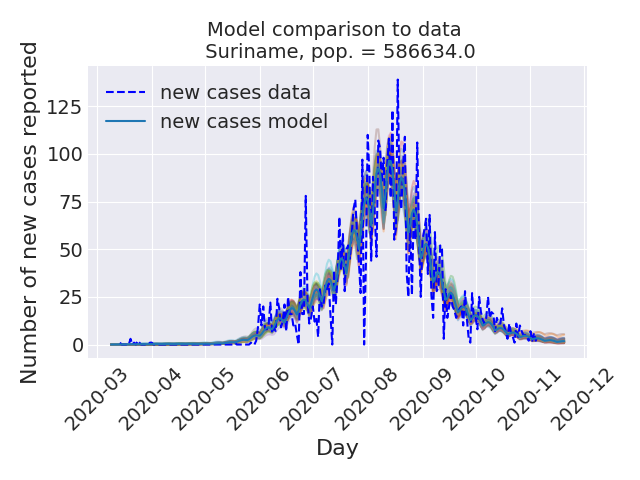 Model comparison to data
Suriname, pop. = 586634.0
Number of new cases reported
125
100
75
50
25
0
new cases data
new cases model
2020-03
2020-04
2020-05
2020-06
2020-07
2020-08
2020-09
2020-10
2020-11
2020-12
Day